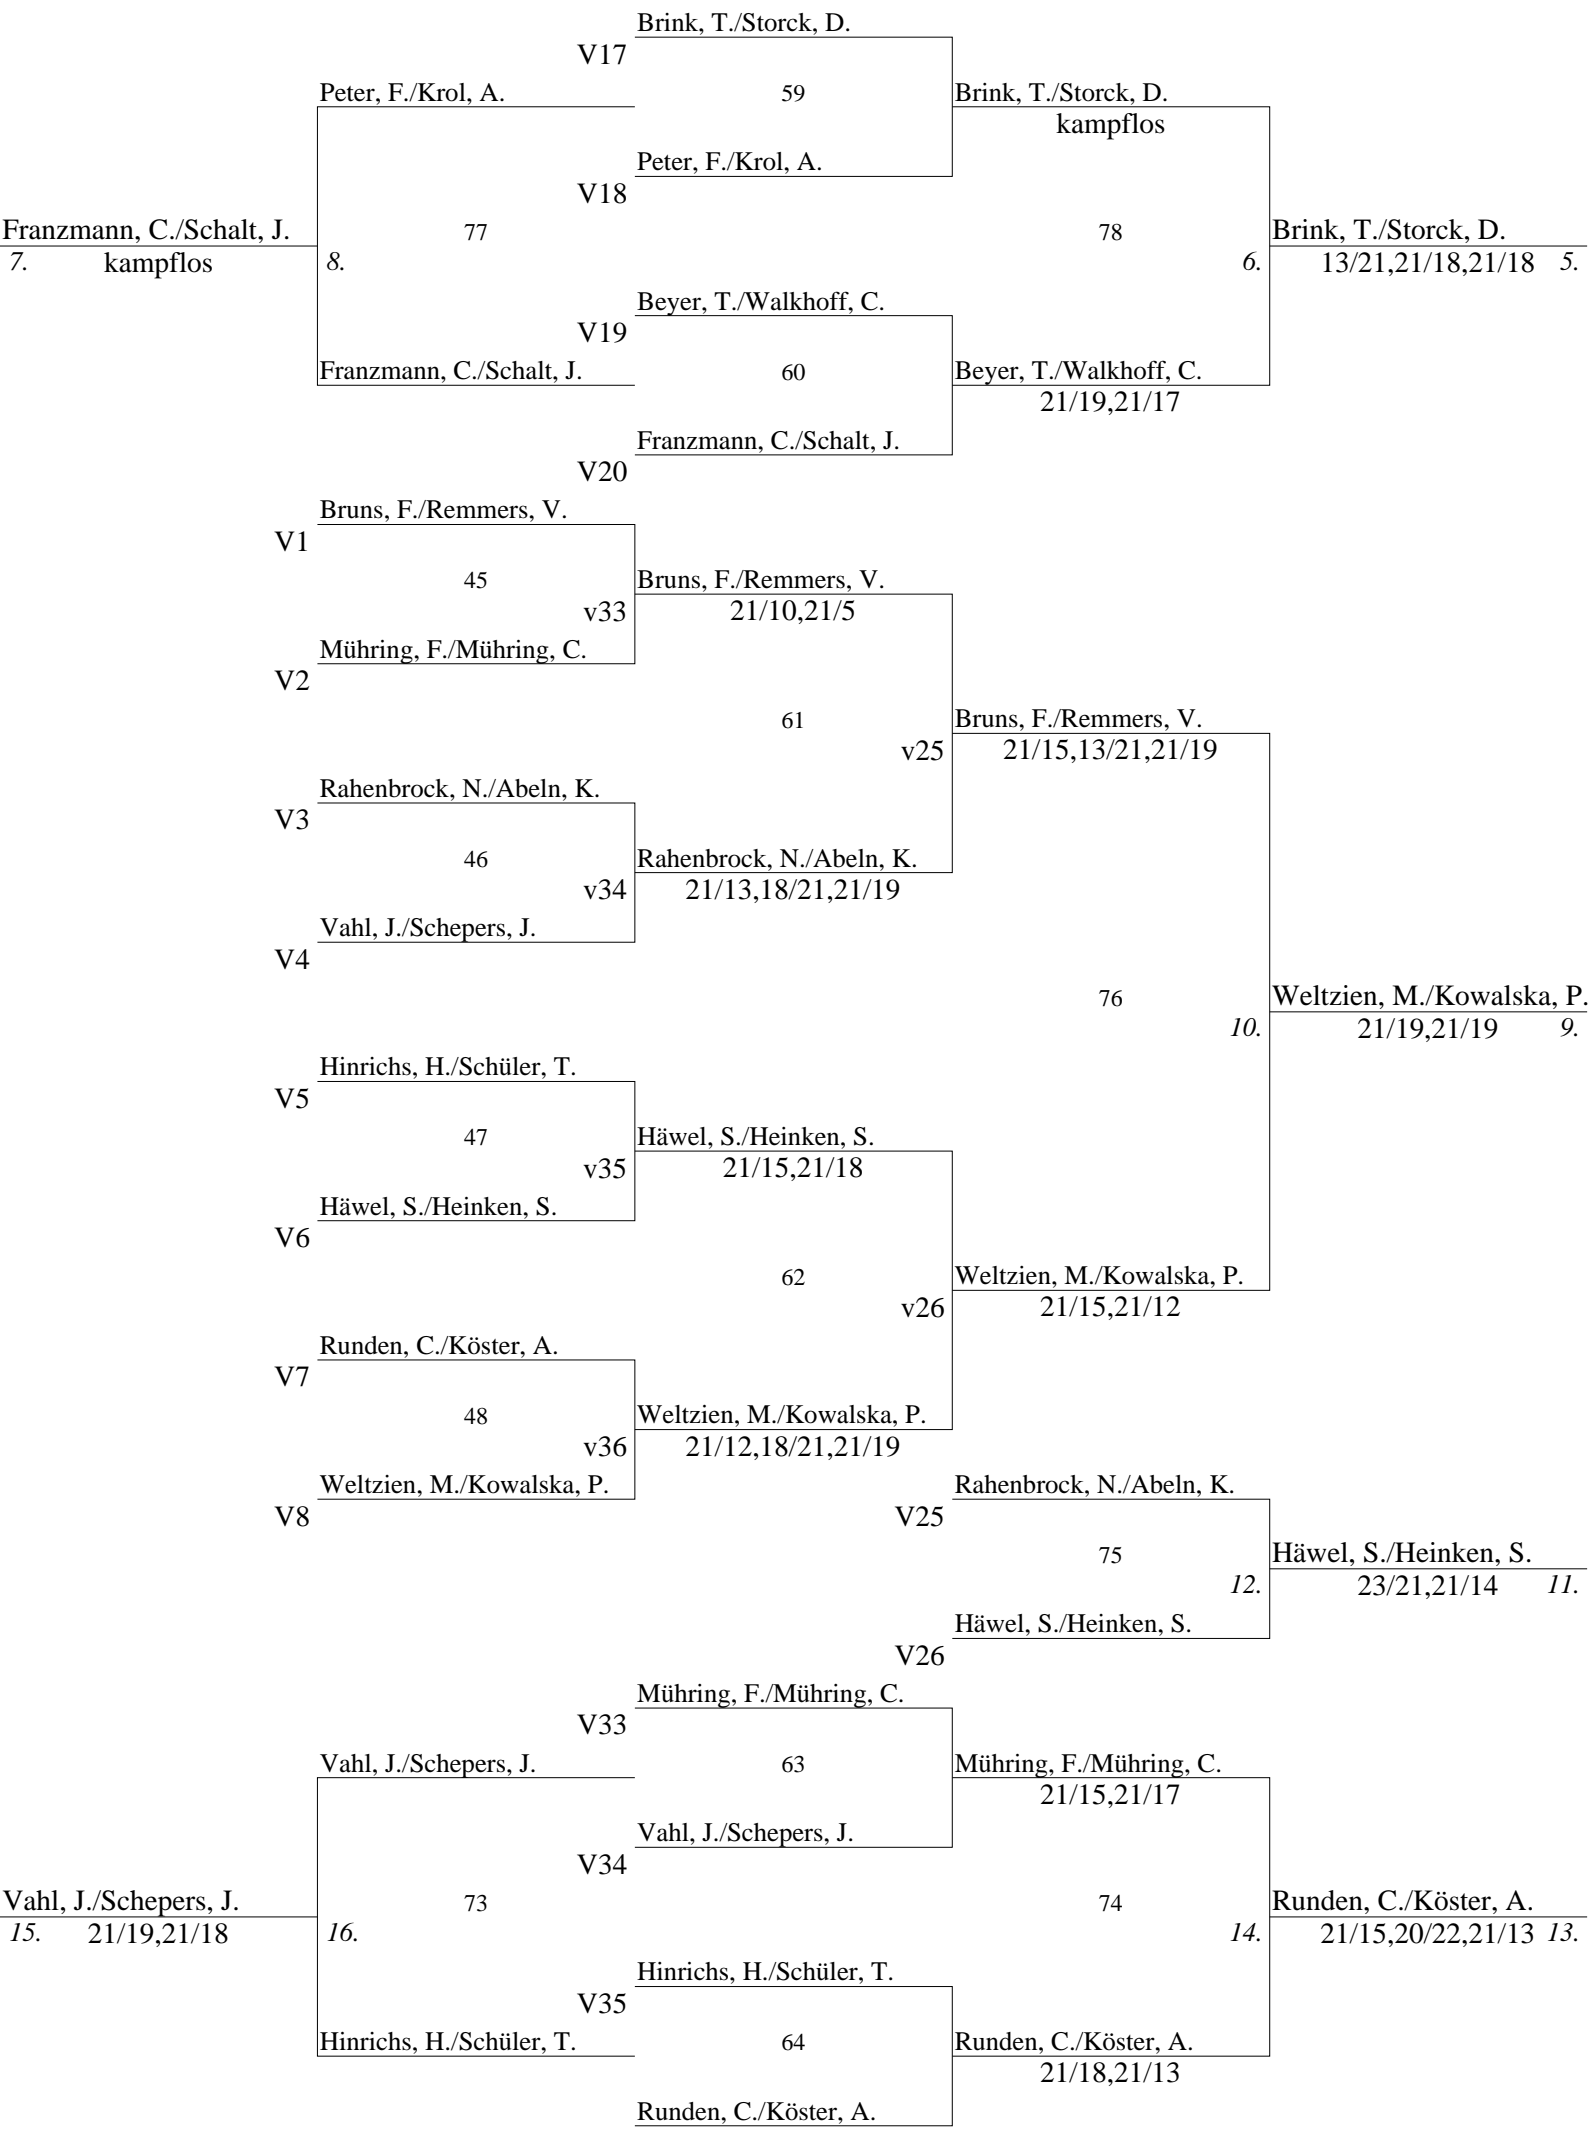 Brink, T./Storck, D.
V17
Peter, F./Krol, A.
59
Brink, T./Storck, D.
kampflos
Peter, F./Krol, A.
V18
Franzmann, C./Schalt, J.
7. kampflos
8.
77
78
6.
Brink, T./Storck, D.
13/21,21/18,21/18 5.
Beyer, T./Walkhoff, C.
V19
Franzmann, C./Schalt, J.
60
Beyer, T./Walkhoff, C.
21/19,21/17
Franzmann, C./Schalt, J.
V20
Bruns, F./Remmers, V.
V1
45
v33
Bruns, F./Remmers, V.
21/10,21/5
Mühring, F./Mühring, C.
V2
61
v25
Bruns, F./Remmers, V.
21/15,13/21,21/19
Rahenbrock, N./Abeln, K.
V3
46
v34
Rahenbrock, N./Abeln, K.
21/13,18/21,21/19
Vahl, J./Schepers, J.
V4
76
10.
Weltzien, M./Kowalska, P.
21/19,21/19 9.
Hinrichs, H./Schüler, T.
V5
47
v35
Häwel, S./Heinken, S.
21/15,21/18
Häwel, S./Heinken, S.
V6
62
v26
Weltzien, M./Kowalska, P.
21/15,21/12
Runden, C./Köster, A.
V7
48
v36
Weltzien, M./Kowalska, P.
21/12,18/21,21/19
Weltzien, M./Kowalska, P.
V8
Rahenbrock, N./Abeln, K.
V25
75
12.
Häwel, S./Heinken, S.
23/21,21/14 11.
Häwel, S./Heinken, S.
V26
Mühring, F./Mühring, C.
V33
Vahl, J./Schepers, J.
63
Mühring, F./Mühring, C.
21/15,21/17
Vahl, J./Schepers, J.
V34
Vahl, J./Schepers, J.
15. 21/19,21/18
16.
73
74
14.
Runden, C./Köster, A.
21/15,20/22,21/13 13.
Hinrichs, H./Schüler, T.
V35
Hinrichs, H./Schüler, T.
64
Runden, C./Köster, A.
21/18,21/13
Runden, C./Köster, A.